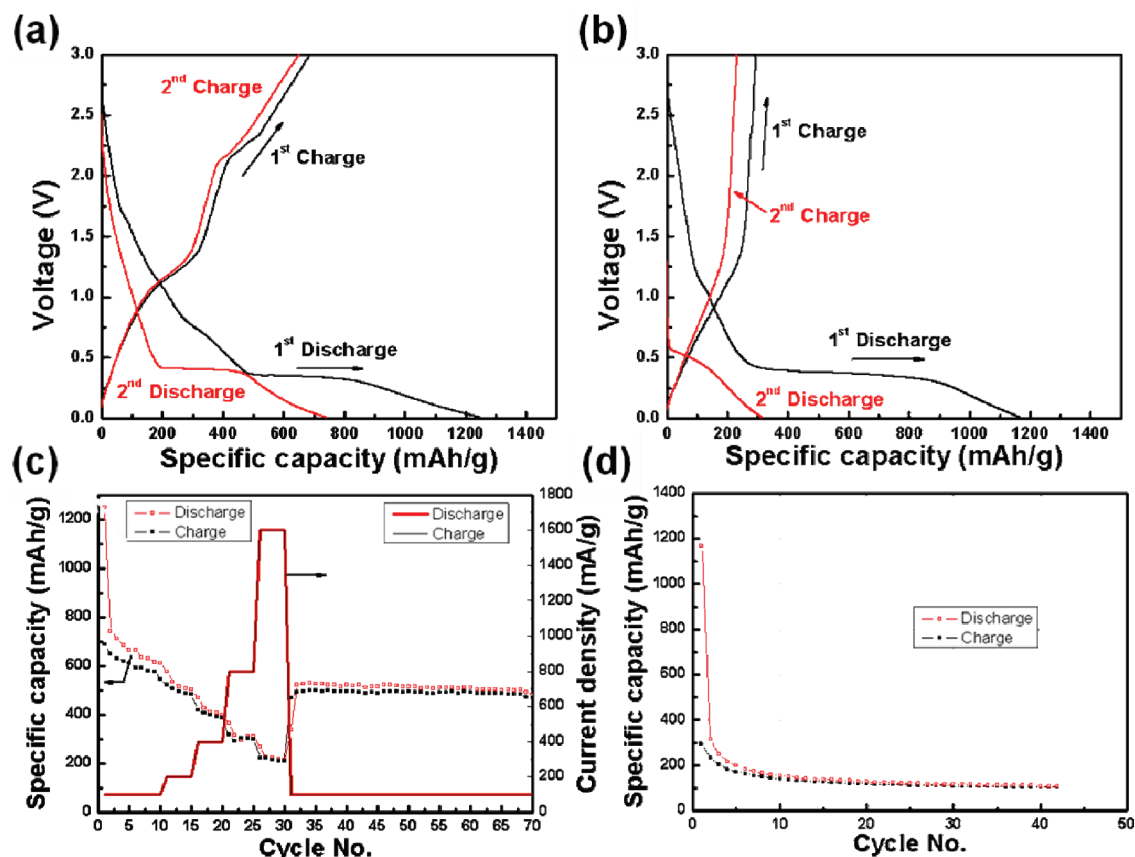 (a)
3.0
2.5
2.0
1.5
1.0
0.5
0.0
Voltage (V)
2nd Charge
1st Charge
1st Discharge
2nd Discharge
0 200 400 600 800 1000 1200 1400
Specific capacity (mAh/g)
(b)
3.0
2.5
2.0
1.5
1.0
0.5
0.0
Voltage (V)
1st Charge
2nd Charge
1st Discharge
2nd Discharge
0 200 400 600 800 1000 1200 1400
Specific capacity (mAh/g)
(c)
1200
1000
800
600
400
200
0
Specific capacity (mAh/g)
Discharge
Charge
Discharge
Charge
1800
1600
1400
1200
1000
800
600
400
200
0
Current density (mA/g)
0 5 10 15 20 25 30 35 40 45 50 55 60 65 70
Cycle No.
(d)
1400
1200
1000
800
600
400
200
0
Specific capacity (mAh/g)
Discharge
Charge
0 10 20 30 40 50
Cycle No.